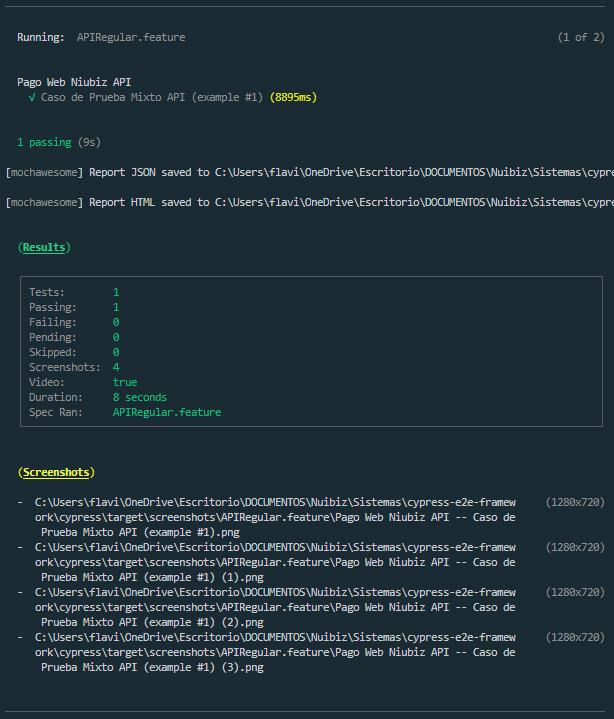 Running:  APIRegular.feature (1 of 2)
Pago Web Niubiz API
√ Caso de Prueba Mixto API (example #1) (8895ms)
1 passing (9s)
[mochawesome] Report JSON saved to C:\Users\flavi\OneDrive\Escritorio\DOCUMENTOS\Nuibiz\Sistemas\cypre
[mochawesome] Report HTML saved to C:\Users\flavi\OneDrive\Escritorio\DOCUMENTOS\Nuibiz\Sistemas\cypre
(Results)
Tests: 1
Passing: 1
Failing: 0
Pending: 0
Skipped: 0
Screenshots: 4
Video: true
Duration: 8 seconds
Spec Ran: APIRegular.feature
(Screenshots)
- C:\Users\flavi\OneDrive\Escritorio\DOCUMENTOS\Nuibiz\Sistemas\cypress-e2e-framew (1280x720)
ork\cypress\target\screenshots\APIRegular.feature\Pago Web Niubiz API -- Caso de
Prueba Mixto API (example #1).png
- C:\Users\flavi\OneDrive\Escritorio\DOCUMENTOS\Nuibiz\Sistemas\cypress-e2e-framew (1280x720)
ork\cypress\target\screenshots\APIRegular.feature\Pago Web Niubiz API -- Caso de
Prueba Mixto API (example #1) (1).png
- C:\Users\flavi\OneDrive\Escritorio\DOCUMENTOS\Nuibiz\Sistemas\cypress-e2e-framew (1280x720)
ork\cypress\target\screenshots\APIRegular.feature\Pago Web Niubiz API -- Caso de
Prueba Mixto API (example #1) (2).png
- C:\Users\flavi\OneDrive\Escritorio\DOCUMENTOS\Nuibiz\Sistemas\cypress-e2e-framew (1280x720)
ork\cypress\target\screenshots\APIRegular.feature\Pago Web Niubiz API -- Caso de
Prueba Mixto API (example #1) (3).png